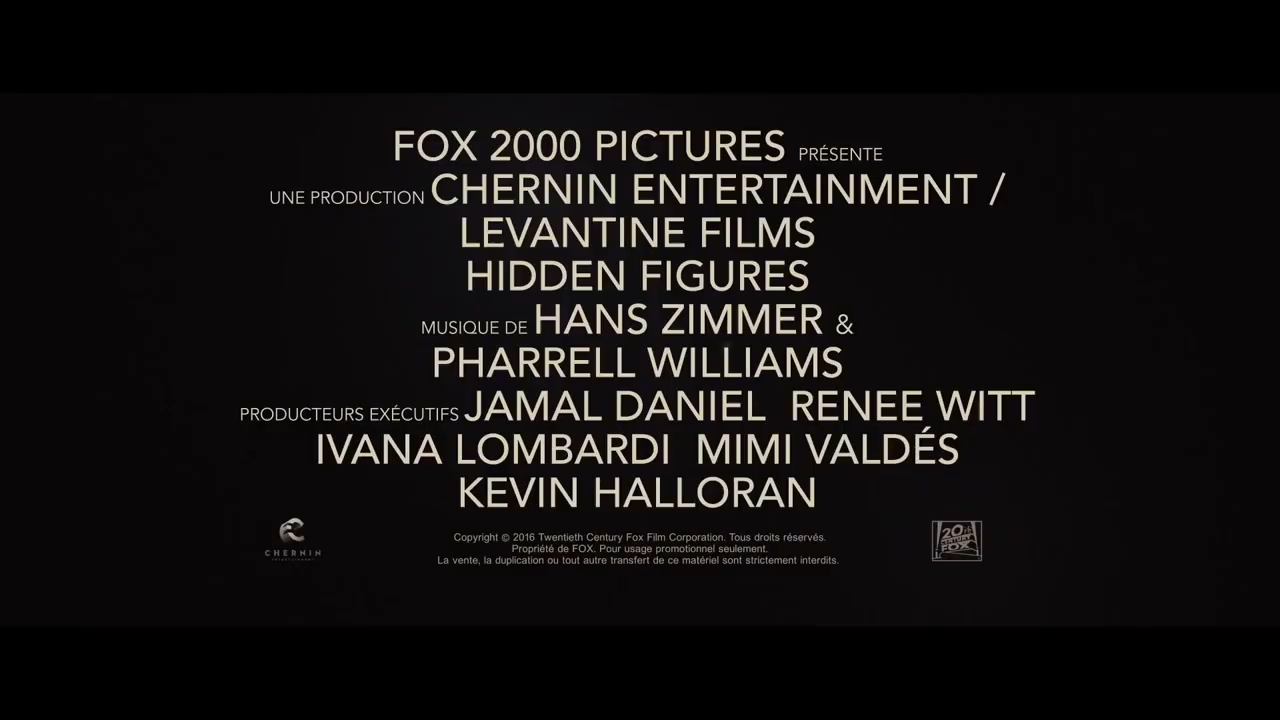 FOX 2000 PICTURES PRÉSENTE
UNE PRODUCTION CHERNIN ENTERTAINMENT /
LEVANTINE FILMS
HIDDEN FIGURES
MUSIQUE DE HANS ZIMMER &
PHARRELL WILLIAMS
PRODUCTEURS EXÉCUTIFS JAMAL DANIEL RENEE WITT
IVANA LOMBARDI MIMI VALDÉS
KEVIN HALLORAN
CHERNIN
ENTERTAINMENT
Copyright © 2016 Twentieth Century Fox Film Corporation. Tous droits réservés.
Propriété de FOX. Pour usage promotionnel seulement.
La vente, la duplication ou tout autre transfert de ce matériel sont strictement interdits.
20th
CENTURY
FOX